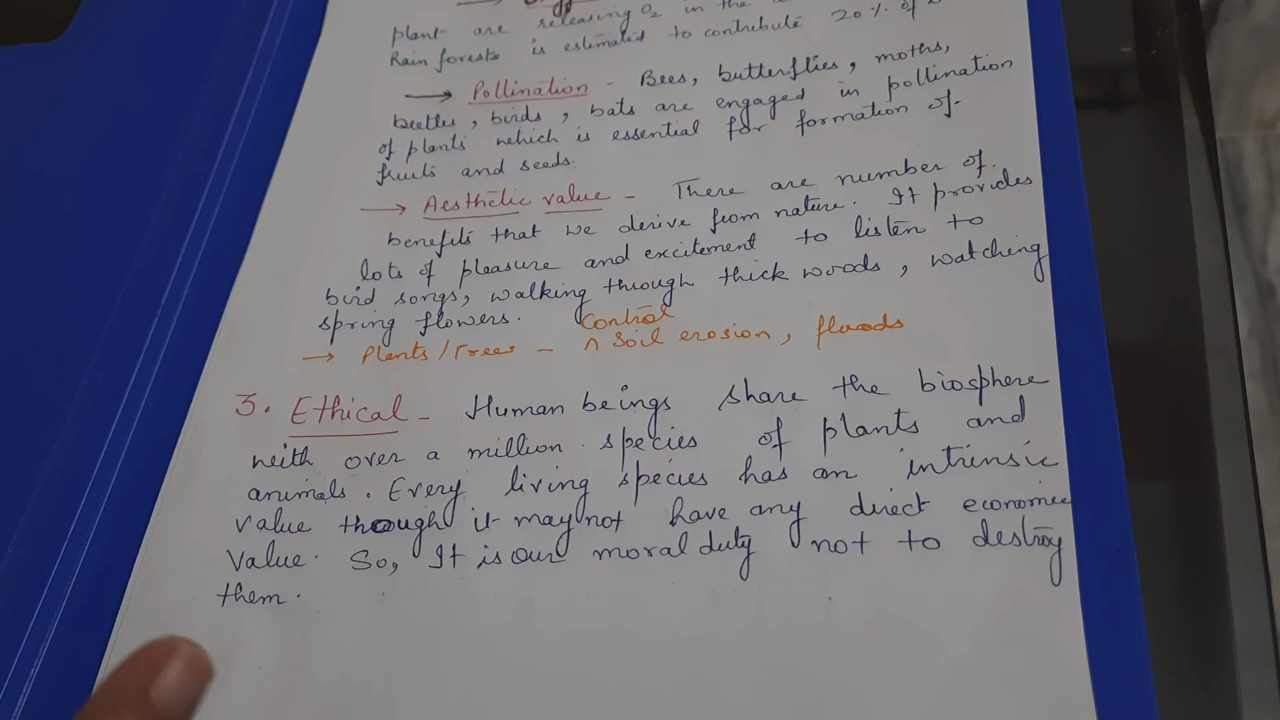 plant are releasing O2 in the
Rain forests is estimated to contribute 20% of
→ Pollination - Bees, butterflies, moths,
beetles, birds, bats are engaged in pollination
of plants which is essential for formation of
fruits and seeds.
→ Aesthetic value - There are number of
benefits that we derive from nature. It provides
lots of pleasure and excitement to listen to
bird songs, walking through thick woods, watching
spring flowers.
Control
→ Plants/Trees - ^ Soil erosion, floods
3. Ethical - Human beings share the biosphere
with over a million species of plants and
animals. Every living species has an intrinsic
value though it may not have any direct economic
value. So, It is our moral duty not to destroy
them.